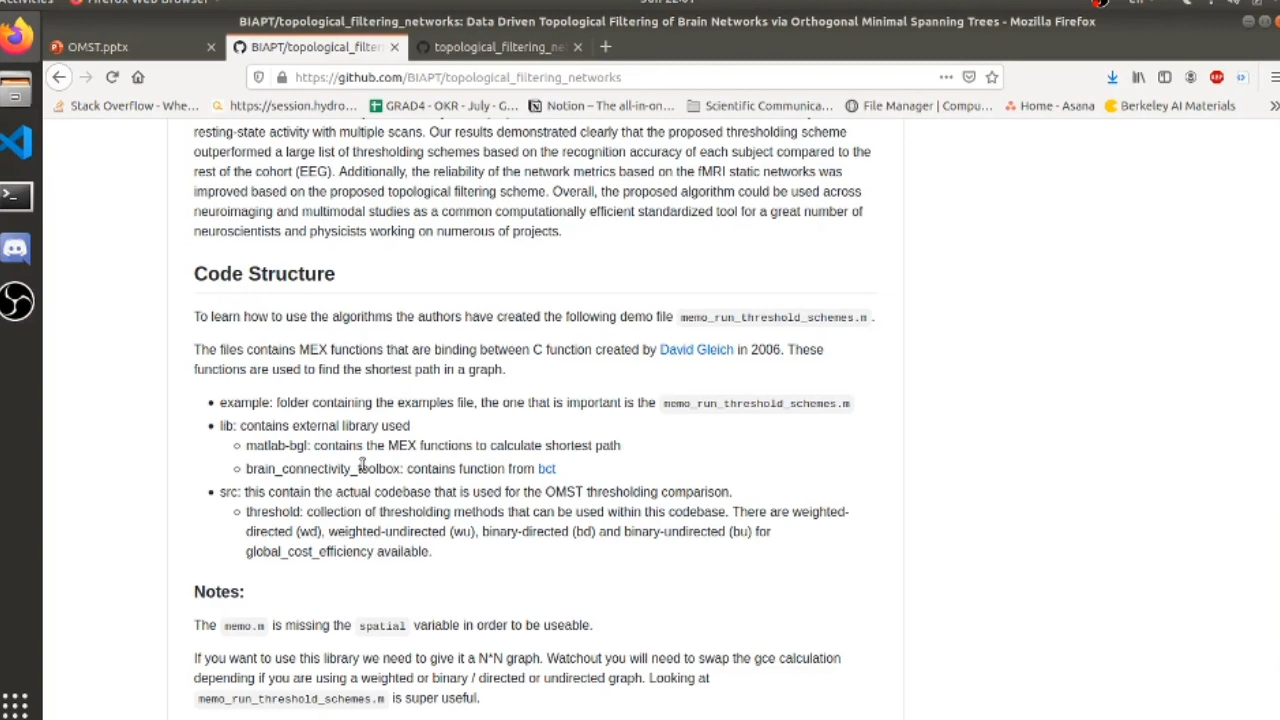 Activities
Firefox Web Browser
Sun 22:01
BIAPT/topological_filtering_networks: Data Driven Topological Filtering of Brain Networks via Orthogonal Minimal Spanning Trees - Mozilla Firefox
OMST.pptx
BIAPT/topological_filter
topological_filtering_ne
https://github.com/BIAPT/topological_filtering_networks
Stack Overflow - Whe... https://session.hydro... GRAD4 - OKR - July - G... Notion – The all-in-on... Scientific Communica... File Manager | Compu... Home - Asana Berkeley AI Materials
resting-state activity with multiple scans. Our results demonstrated clearly that the proposed thresholding scheme
outperformed a large list of thresholding schemes based on the recognition accuracy of each subject compared to the
rest of the cohort (EEG). Additionally, the reliability of the network metrics based on the fMRI static networks was
improved based on the proposed topological filtering scheme. Overall, the proposed algorithm could be used across
neuroimaging and multimodal studies as a common computationally efficient standardized tool for a great number of
neuroscientists and physicists working on numerous of projects.
Code Structure
To learn how to use the algorithms the authors have created the following demo file memo_run_threshold_schemes.m .
The files contains MEX functions that are binding between C function created by David Gleich in 2006. These
functions are used to find the shortest path in a graph.
• example: folder containing the examples file, the one that is important is the memo_run_threshold_schemes.m
• lib: contains external library used
◦ matlab-bgl: contains the MEX functions to calculate shortest path
◦ brain_connectivity_toolbox: contains function from bct
• src: this contain the actual codebase that is used for the OMST thresholding comparison.
◦ threshold: collection of thresholding methods that can be used within this codebase. There are weighted-
directed (wd), weighted-undirected (wu), binary-directed (bd) and binary-undirected (bu) for
global_cost_efficiency available.
Notes:
The memo.m is missing the spatial variable in order to be useable.
If you want to use this library we need to give it a N*N graph. Watchout you will need to swap the gce calculation
depending if you are using a weighted or binary / directed or undirected graph. Looking at
memo_run_threshold_schemes.m is super useful.